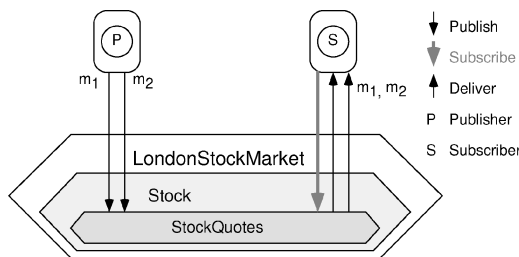 P
S
m1
m2
m1, m2
LondonStockMarket
Stock
StockQuotes
Publish
Subscribe
Deliver
P Publisher
S Subscriber